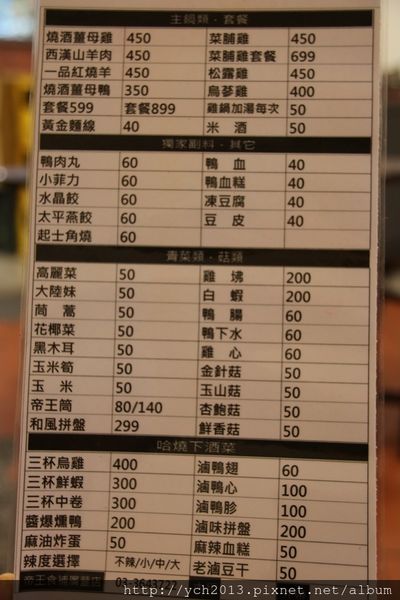 主鍋類．套餐
燒酒薑母雞 450 菜脯雞 450
西漢山羊肉 450 菜脯雞套餐 699
一品紅燒羊 450 松露雞 450
燒酒薑母鴨 350 烏蔘雞 400
套餐599 套餐899 雞鍋加湯每次 50
黃金麵線 40 米酒 50
獨家副料．其它
鴨肉丸 60 鴨血 40
小菲力 60 鴨血糕 40
水晶餃 60 凍豆腐 40
太平燕餃 60 豆皮 40
起士角燒 60
青菜類．菇類
高麗菜 50 雞坲 200
大陸妹 50 白蝦 200
茼蒿 50 鴨腸 60
花椰菜 50 鴨下水 60
黑木耳 50 雞心 60
玉米筍 50 金針菇 50
玉米 50 玉山菇 50
帝王筒 80/140 杏鮑菇 50
和風拼盤 299 鮮香菇 50
哈燒下酒菜
三杯烏雞 400 滷鴨翅 60
三杯鮮蝦 300 滷鴨心 100
三杯中卷 300 滷鴨胗 100
醬爆燻鴨 200 滷味拼盤 200
麻油炸蛋 50 麻辣血糕 50
辣度選擇 不辣/小/中/大 老滷豆干 50
帝王食補 03-3643722
http://ych2013.pixnet.net/album